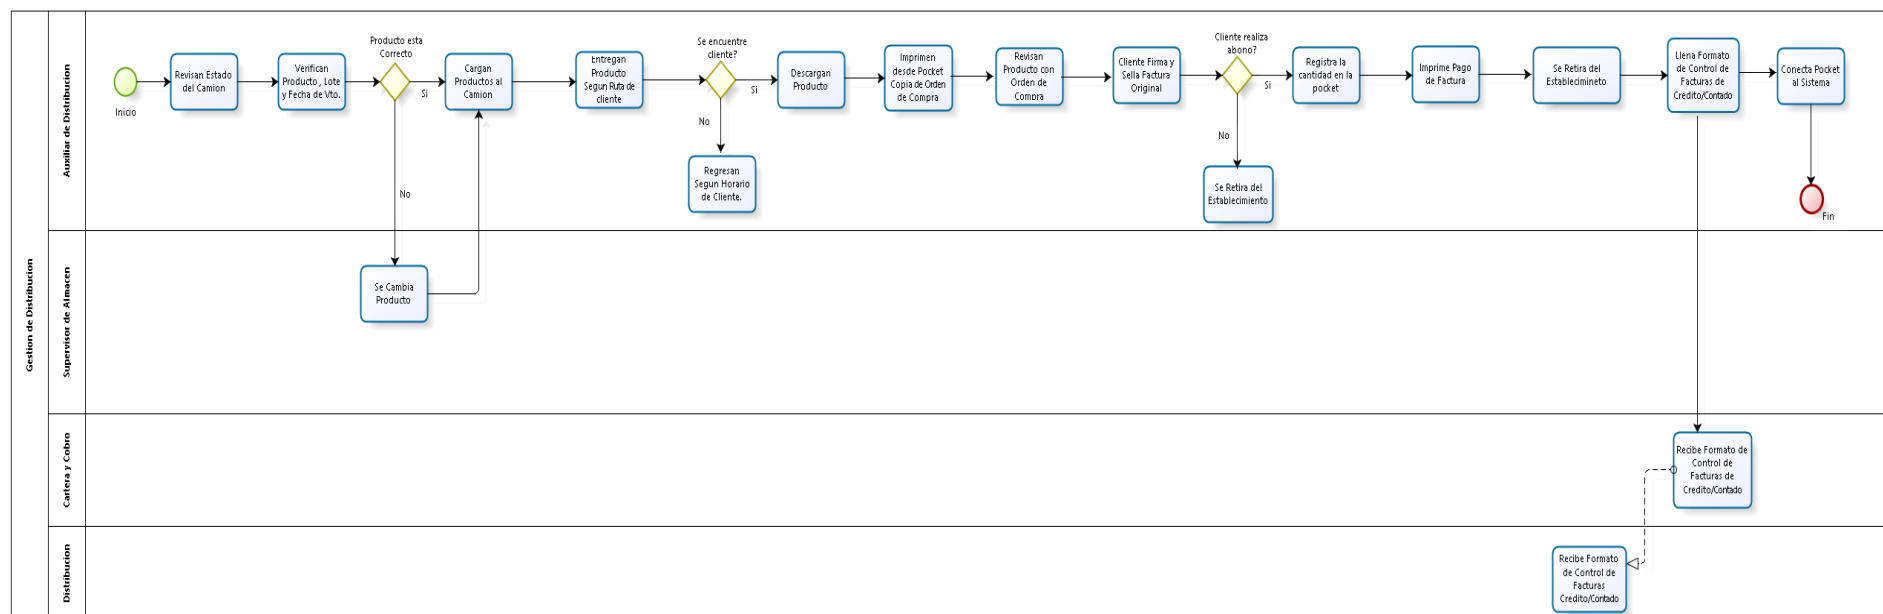 Gestion de Distribucion
Auxiliar de Distribucion
Inicio
Revisan Estado
del Camion
Verifican
Producto , Lote
y Fecha de Vto.
Producto esta
Correcto
Si
No
Cargan
Productos al
Camion
Entregan
Producto
Segun Ruta de
cliente
Se encuentre
cliente?
Si
No
Regresan
Segun Horario
de Cliente.
Descargan
Producto
Imprimen
desde Pocket
Copia de Orden
de Compra
Revisan
Producto con
Orden de
Compra
Cliente Firma y
Sella Factura
Original
Cliente realiza
abono?
Si
No
Se Retira del
Establecimiento
Registra la
cantidad en la
pocket
Imprime Pago
de Factura
Se Retira del
Establecimineto
Llena Formato
de Control de
Facturas de
Credito/Contado
Conecta Pocket
al Sistema
Fin
Supervisor de Almacen
Se Cambia
Producto
Cartera y Cobro
Recibe Formato de
Control de
Facturas de
Credito/Contado
Distribucion
Recibe Formato
de Control de
Facturas
Credito/Contado